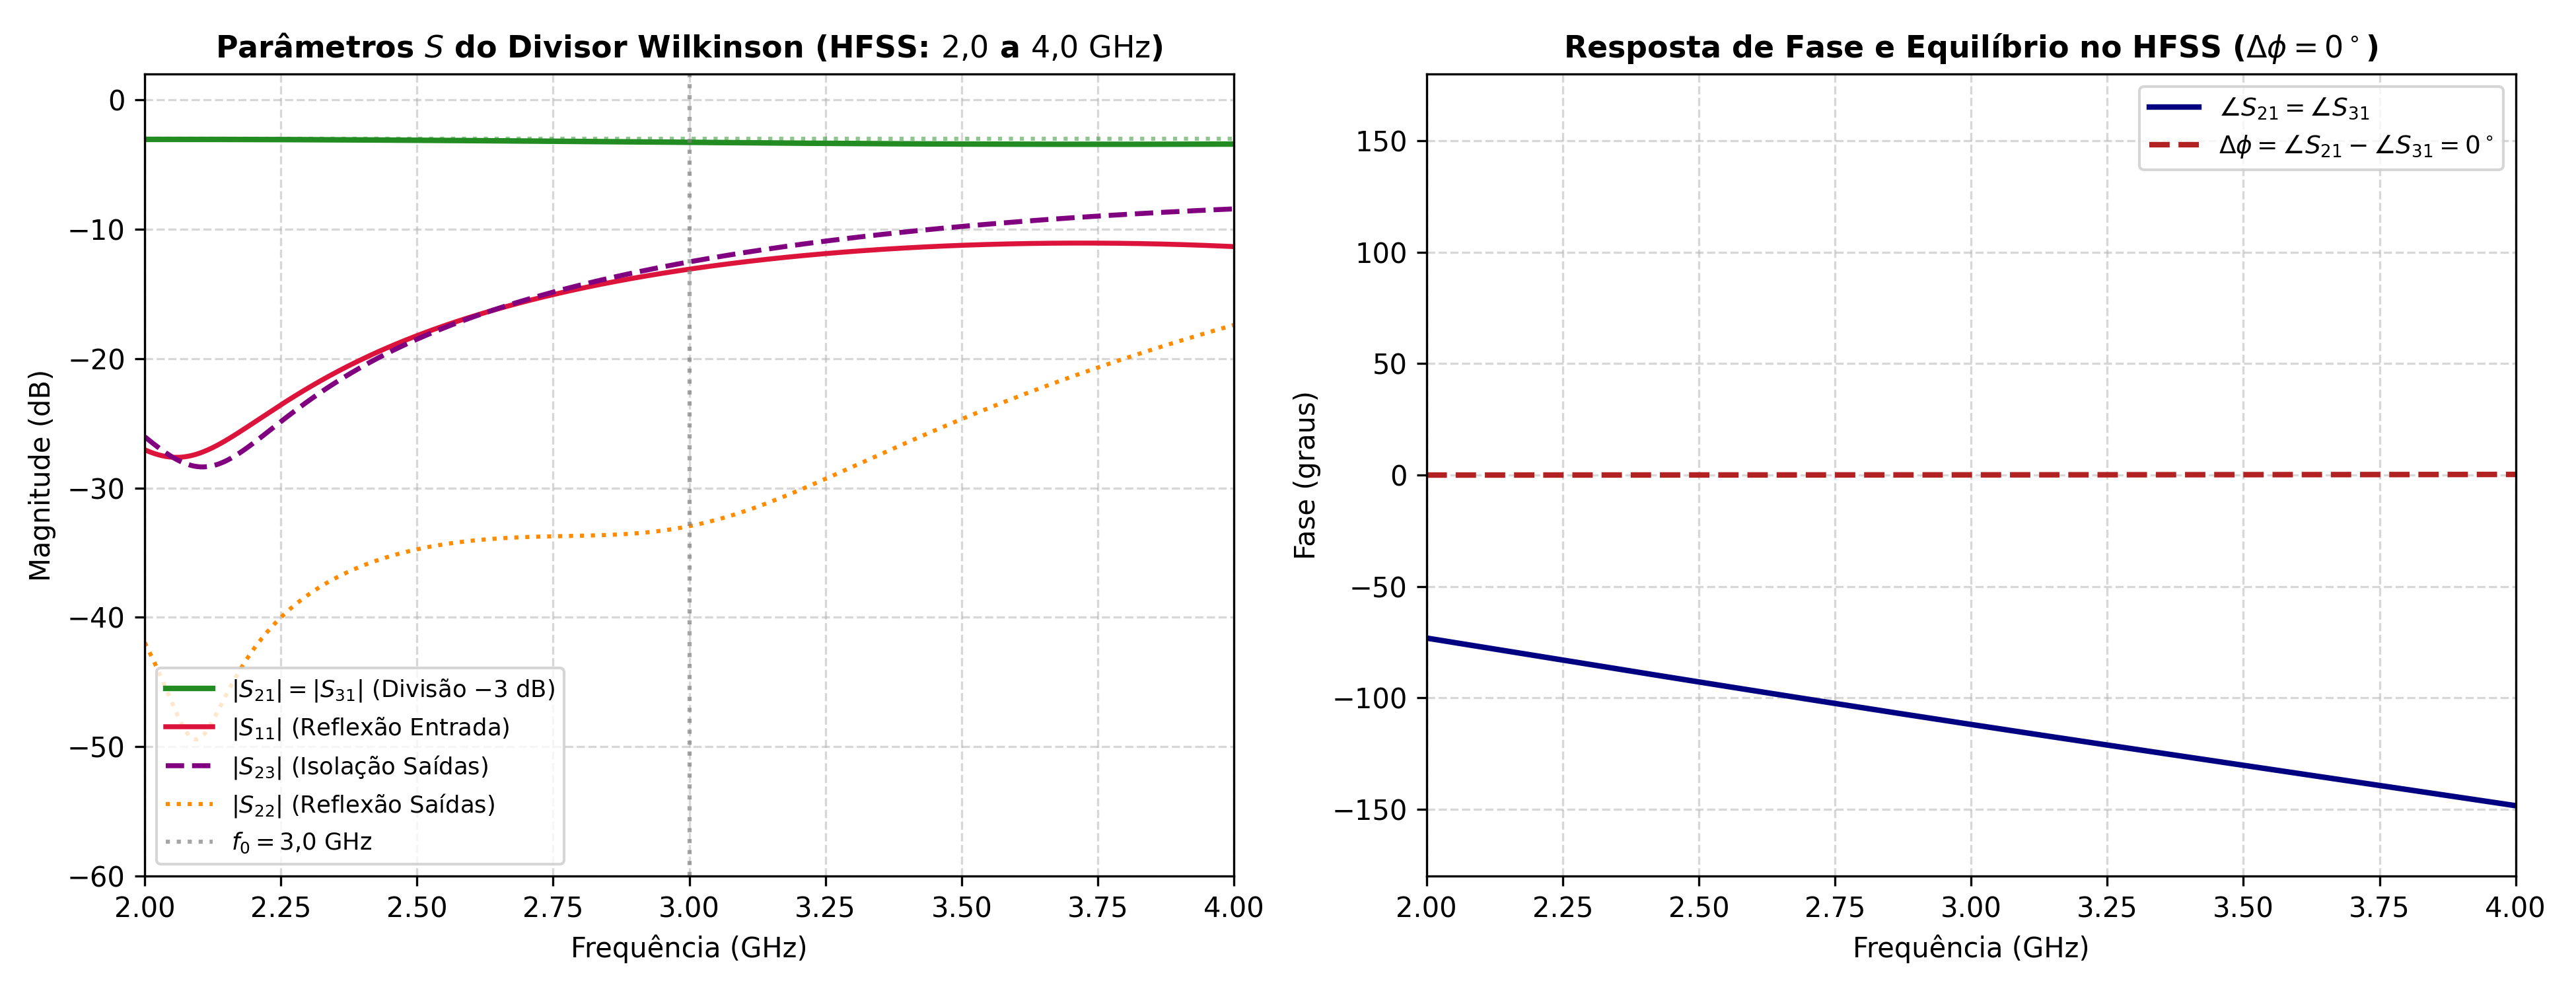 Parâmetros S do Divisor Wilkinson (HFSS: 2,0 a 4,0 GHz)
0
−10
−20
−30
−40
−50
−60
Magnitude (dB)
|S₂₁| = |S₃₁| (Divisão −3 dB)
|S₁₁| (Reflexão Entrada)
|S₂₃| (Isolação Saídas)
|S₂₂| (Reflexão Saídas)
f₀ = 3,0 GHz
2.00 2.25 2.50 2.75 3.00 3.25 3.50 3.75 4.00
Frequência (GHz)
Resposta de Fase e Equilíbrio no HFSS (Δϕ = 0°)
∠S₂₁ = ∠S₃₁
Δϕ = ∠S₂₁ − ∠S₃₁ = 0°
150
100
50
0
−50
−100
−150
Fase (graus)
2.00 2.25 2.50 2.75 3.00 3.25 3.50 3.75 4.00
Frequência (GHz)